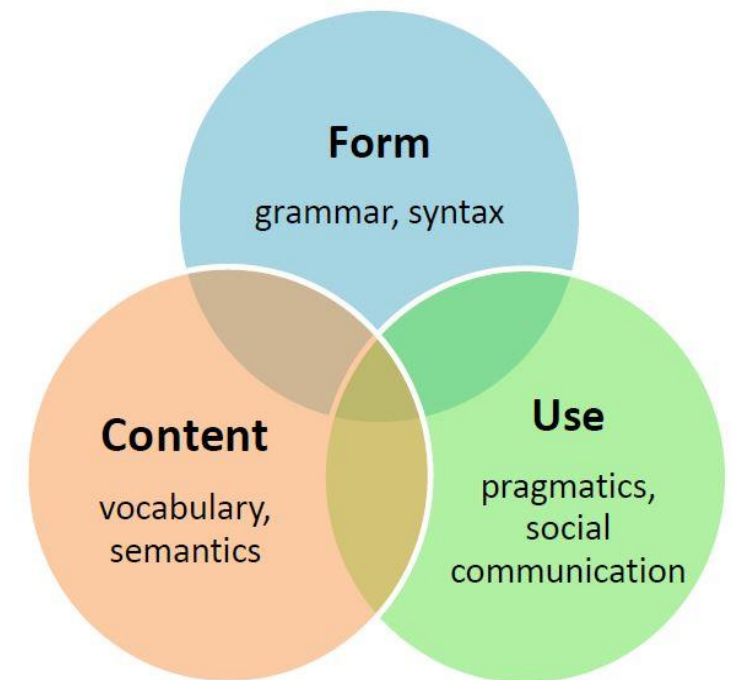 Form
grammar, syntax
Content
vocabulary,
semantics
Use
pragmatics,
social
communication